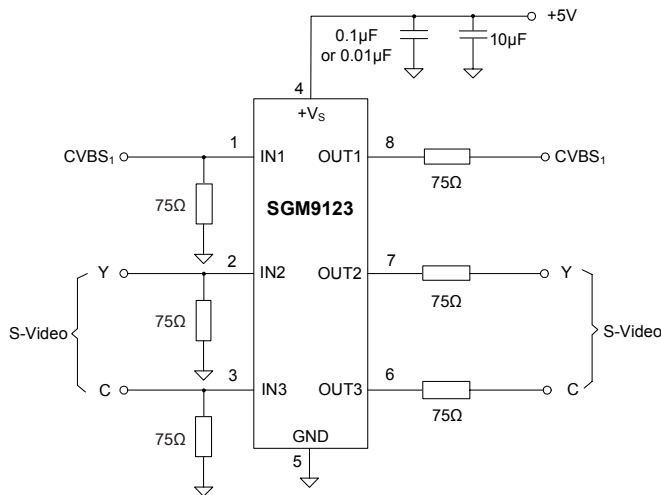 +5V
0.1µF
or 0.01µF
10µF
4
+VS
1
8
CVBS1
IN1
OUT1
CVBS1
75Ω
75Ω
SGM9123
Y
2
IN2
OUT2
7
Y
75Ω
75Ω
S-Video
S-Video
C
3
IN3
OUT3
6
C
75Ω
75Ω
GND
5